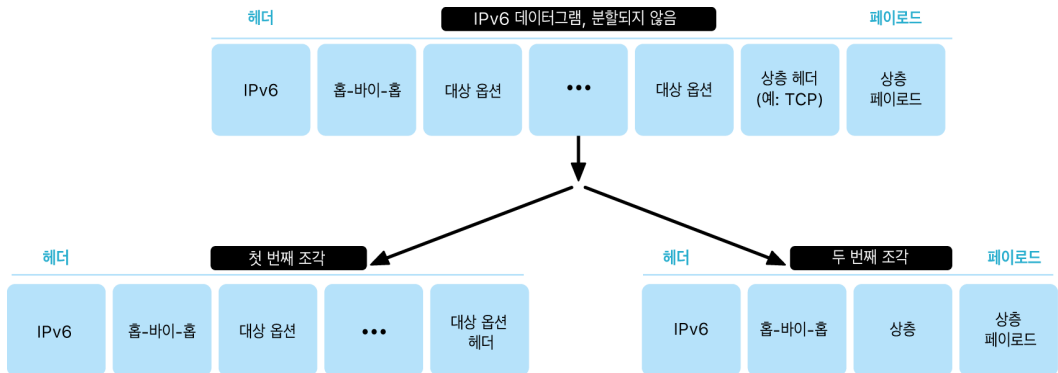 헤더
IPv6 데이터그램, 분할되지 않음
페이로드
IPv6
홉-바이-홉
대상 옵션
•••
대상 옵션
상층 헤더
(예: TCP)
상층
페이로드
헤더
첫 번째 조각
IPv6
홉-바이-홉
대상 옵션
•••
대상 옵션
헤더
헤더
두 번째 조각
페이로드
IPv6
홉-바이-홉
상층
상층
페이로드